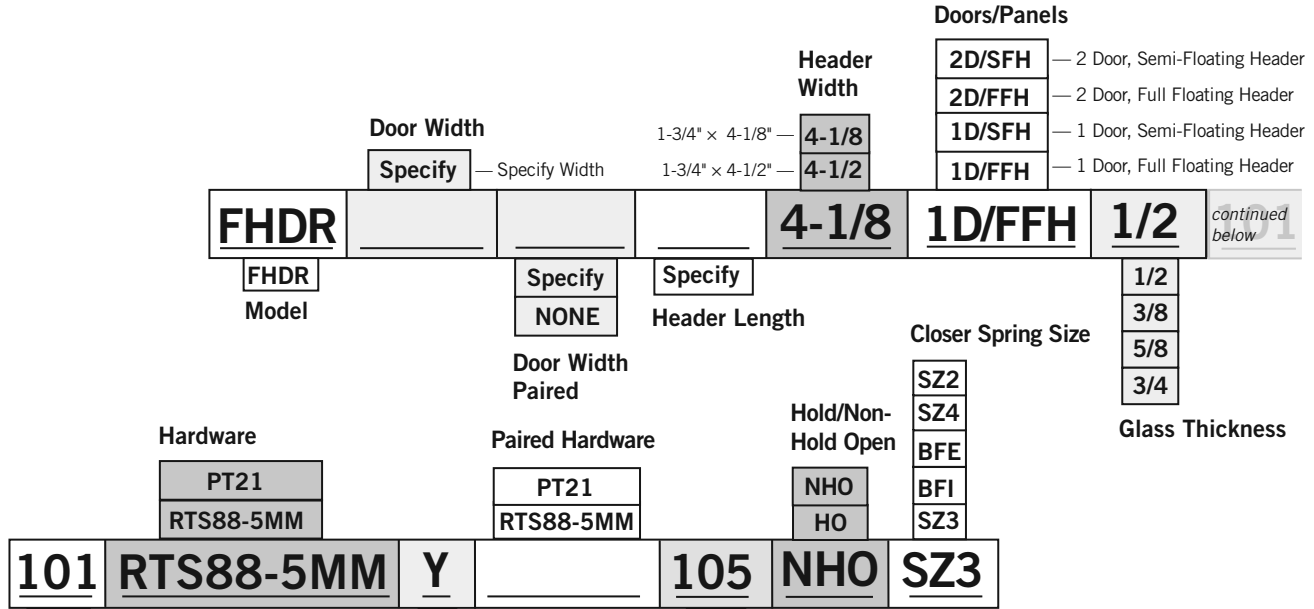 Doors/Panels
2D/SFH — 2 Door, Semi-Floating Header
2D/FFH — 2 Door, Full Floating Header
1D/SFH — 1 Door, Semi-Floating Header
1D/FFH — 1 Door, Full Floating Header
Header
Width
1-3/4" × 4-1/8" — 4-1/8
1-3/4" × 4-1/2" — 4-1/2
Door Width
Specify — Specify Width
FHDR 4-1/8 1D/FFH 1/2 101
continued
below
FHDR
Model
Specify
NONE
Door Width
Paired
Specify
Header Length
1/2
3/8
5/8
3/4
Glass Thickness
Closer Spring Size
SZ2
SZ4
BFE
BFI
SZ3
Hardware
PT21
RTS88-5MM
Paired Hardware
PT21
RTS88-5MM
Hold/Non-
Hold Open
NHO
HO
101 RTS88-5MM Y 105 NHO SZ3